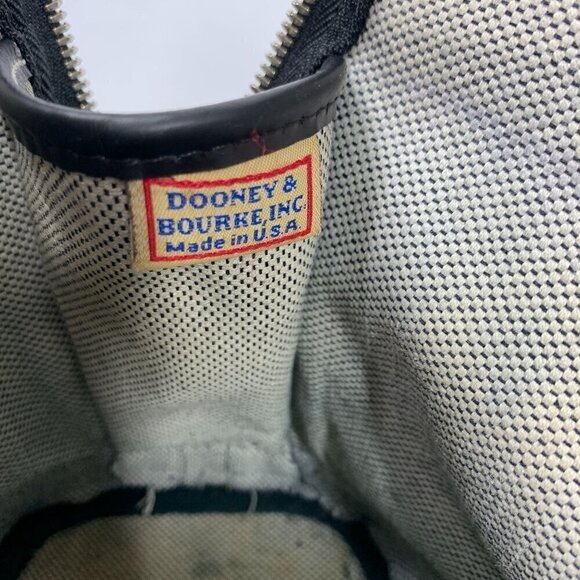 DOONEY &
BOURKE, INC.
Made in U.S.A.